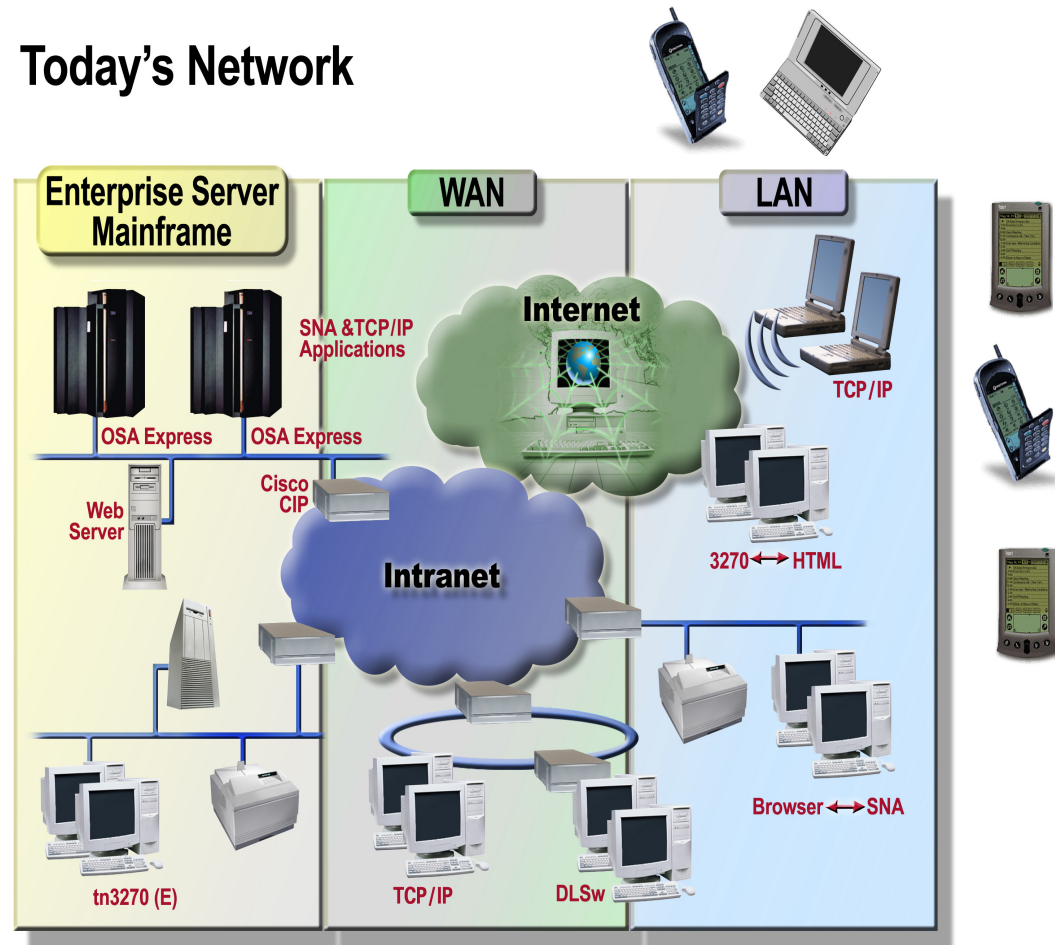 Today's Network
Enterprise Server
Mainframe
WAN
LAN
Internet
SNA &TCP/IP
Applications
TCP/IP
OSA Express
OSA Express
Cisco
CIP
Web
Server
3270 ↔ HTML
Intranet
Browser ↔ SNA
tn3270 (E)
TCP/IP
DLSw